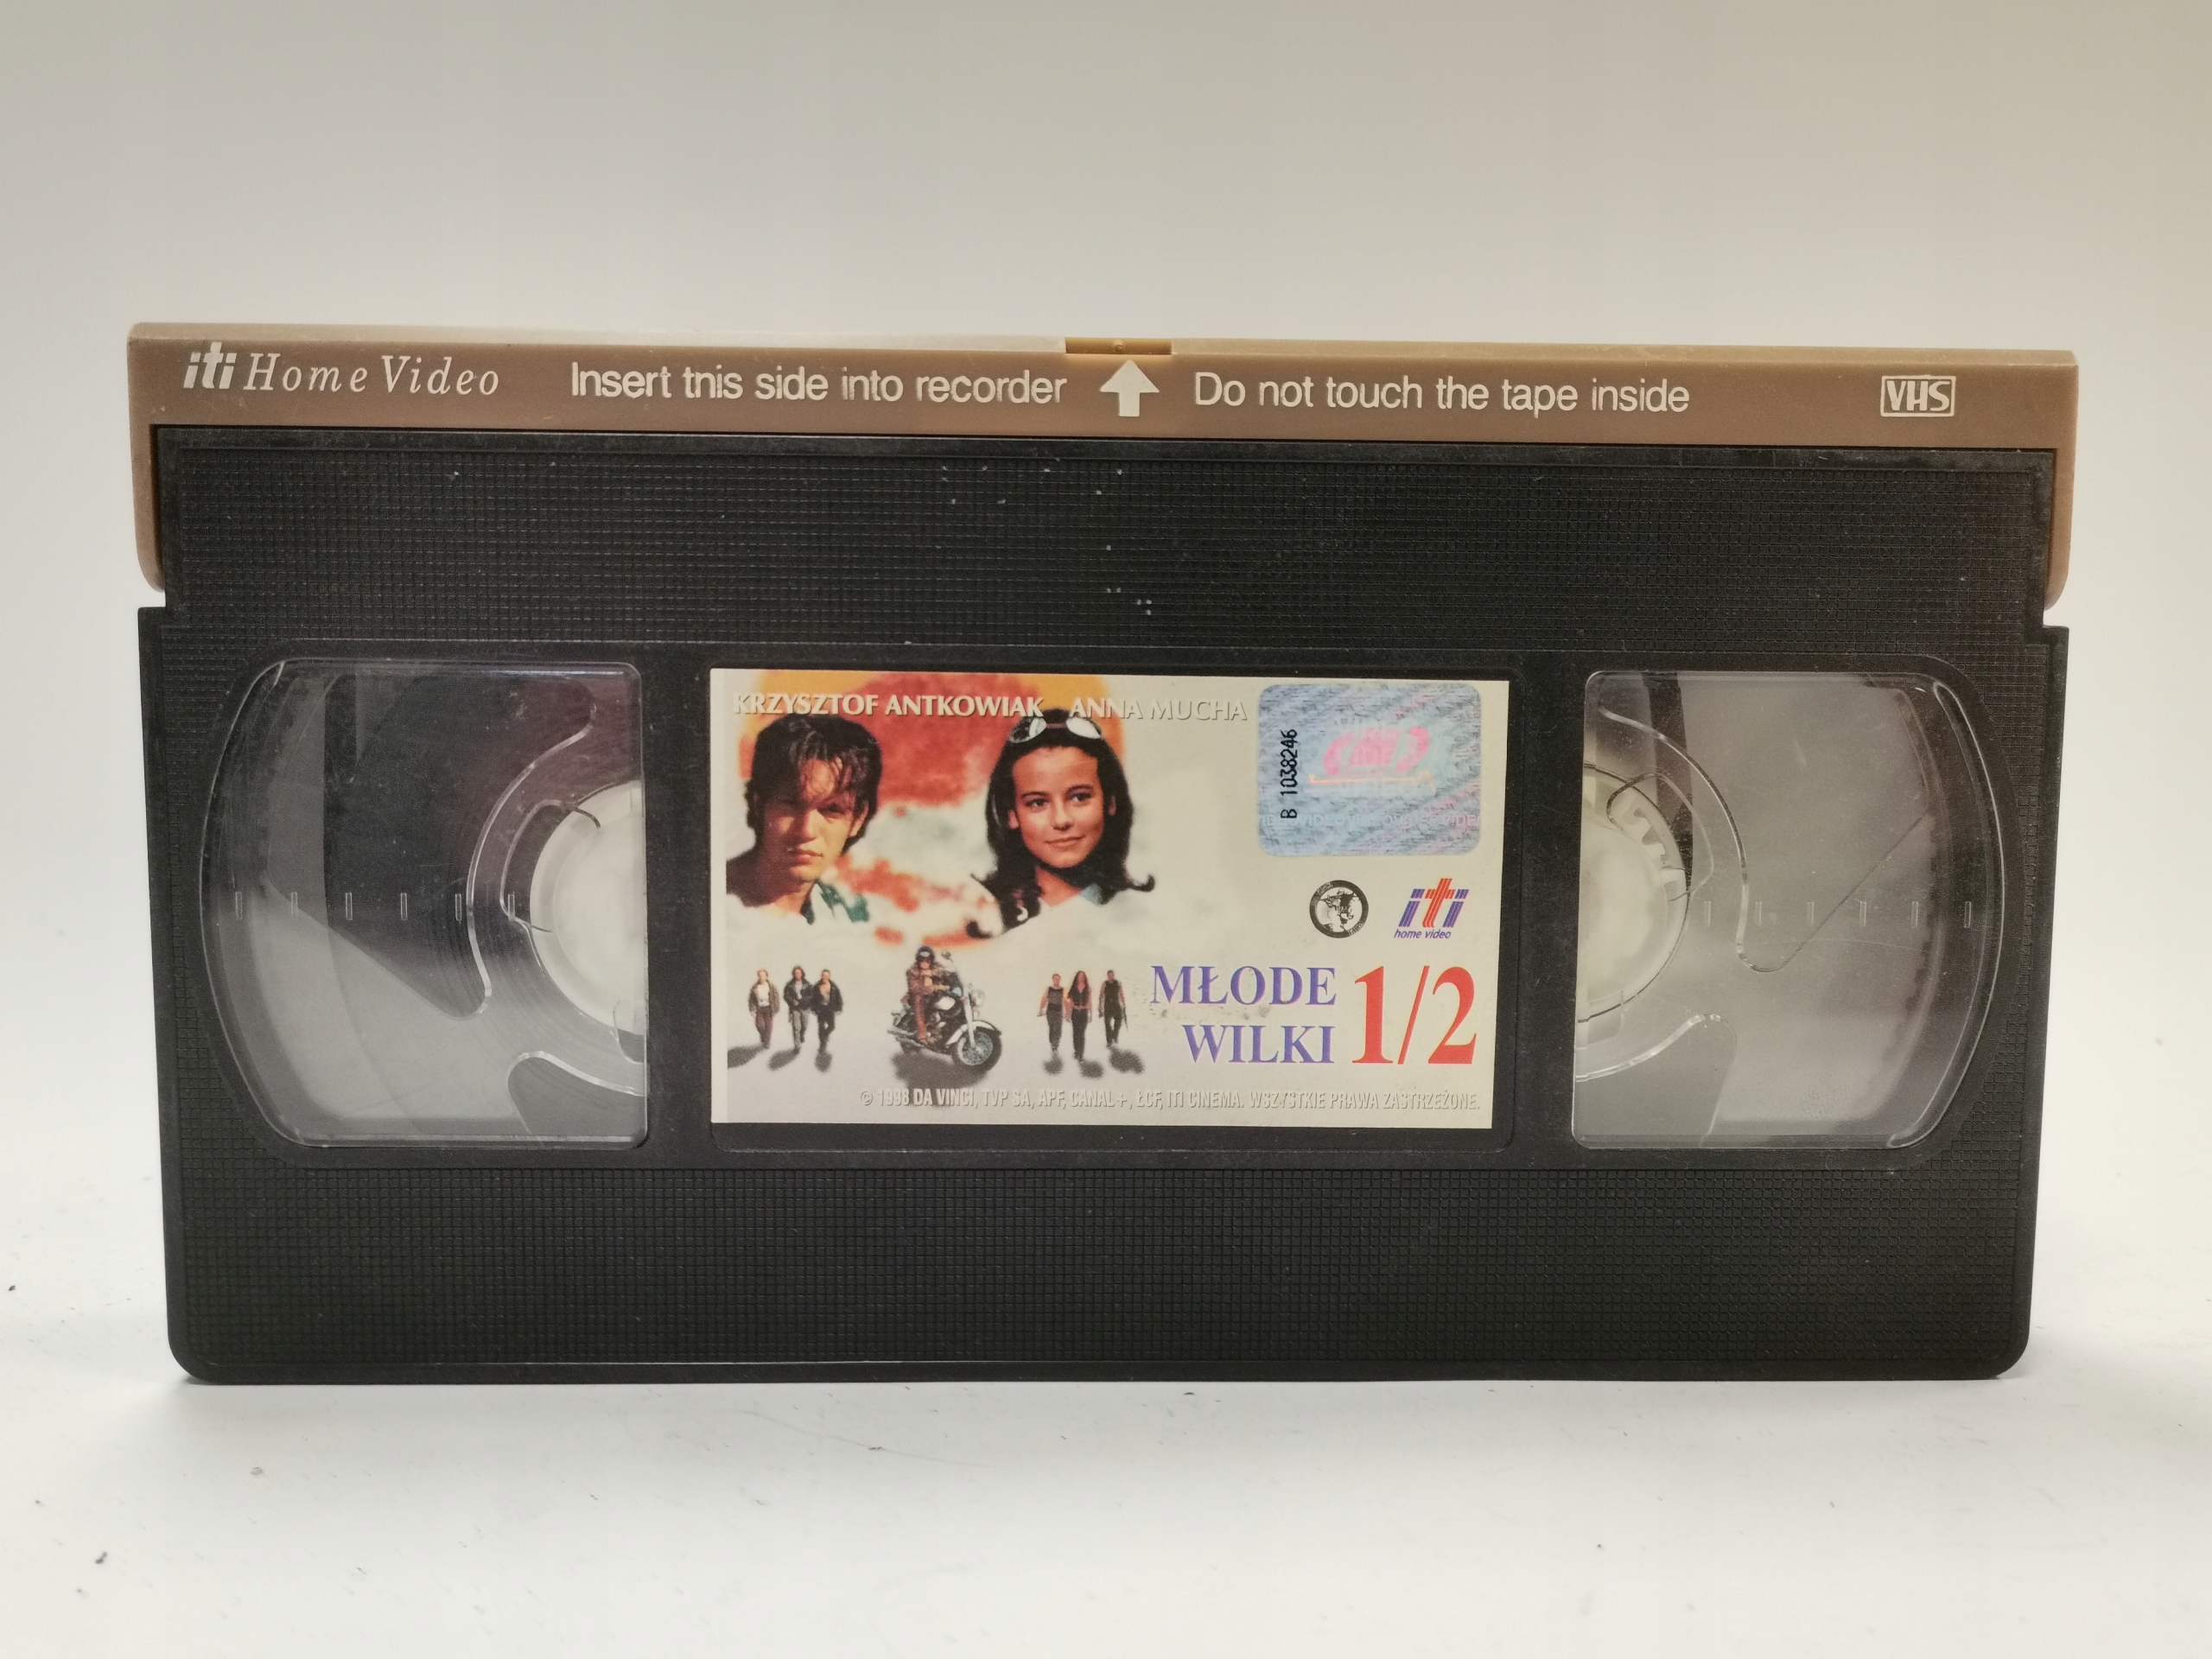 iti Home Video
Insert this side into recorder
Do not touch the tape inside
VHS
KRZYSZTOF ANTKOWIAK ANNA MUCHA
B 1038246
iti
home video
MŁODE
WILKI 1/2
© 1998 DA VINCI, TVP SA, APF, CANAL+, ŁCF, ITI CINEMA. WSZYSTKIE PRAWA ZASTRZEŻONE.